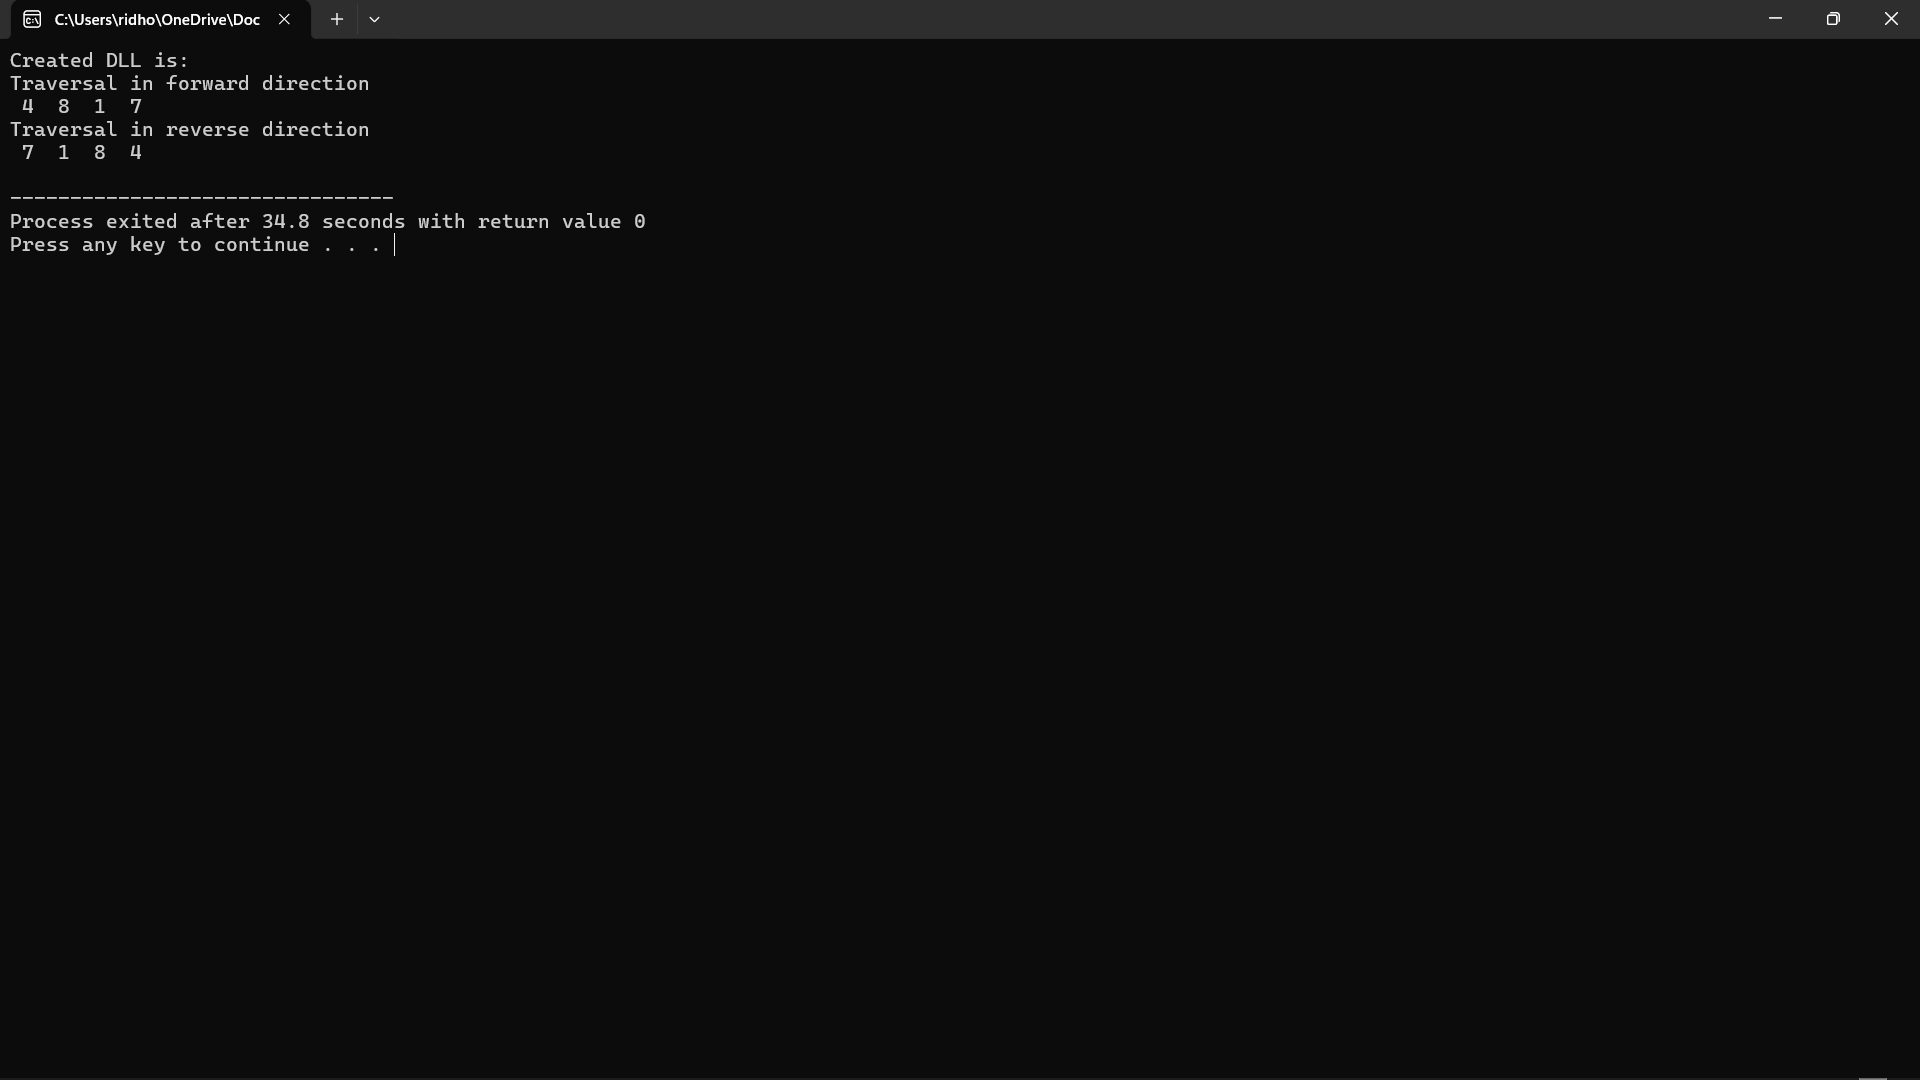 C:\Users\ridho\OneDrive\Doc
Created DLL is:
Traversal in forward direction
 4  8  1  7
Traversal in reverse direction
 7  1  8  4
--------------------------------
Process exited after 34.8 seconds with return value 0
Press any key to continue . . .